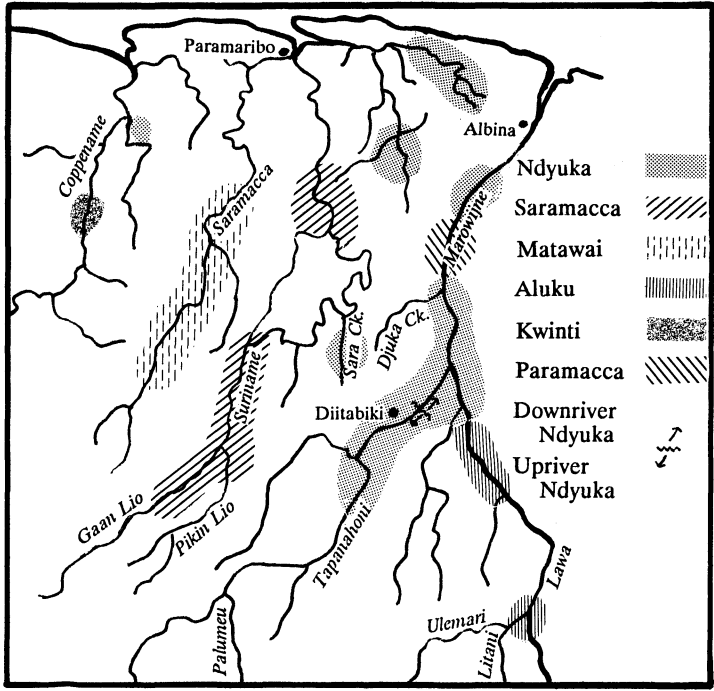 Paramaribo
Albina
Coppename
Saramacca
Marowijne
Ndyuka
Saramacca
Matawai
Aluku
Kwinti
Paramacca
Downriver
Ndyuka
Upriver
Ndyuka
Djuka Ck.
Sara Ck.
Suriname
Diitabiki
Gaan Lio
Pikin Lio
Tapanahoni
Lawa
Ulemari
Litani
Palumeu